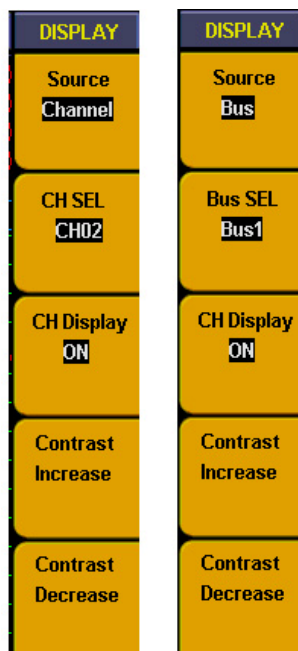 DISPLAY
Source
Channel
CH SEL
CH02
CH Display
ON
Contrast
Increase
Contrast
Decrease
DISPLAY
Source
Bus
Bus SEL
Bus1
CH Display
ON
Contrast
Increase
Contrast
Decrease